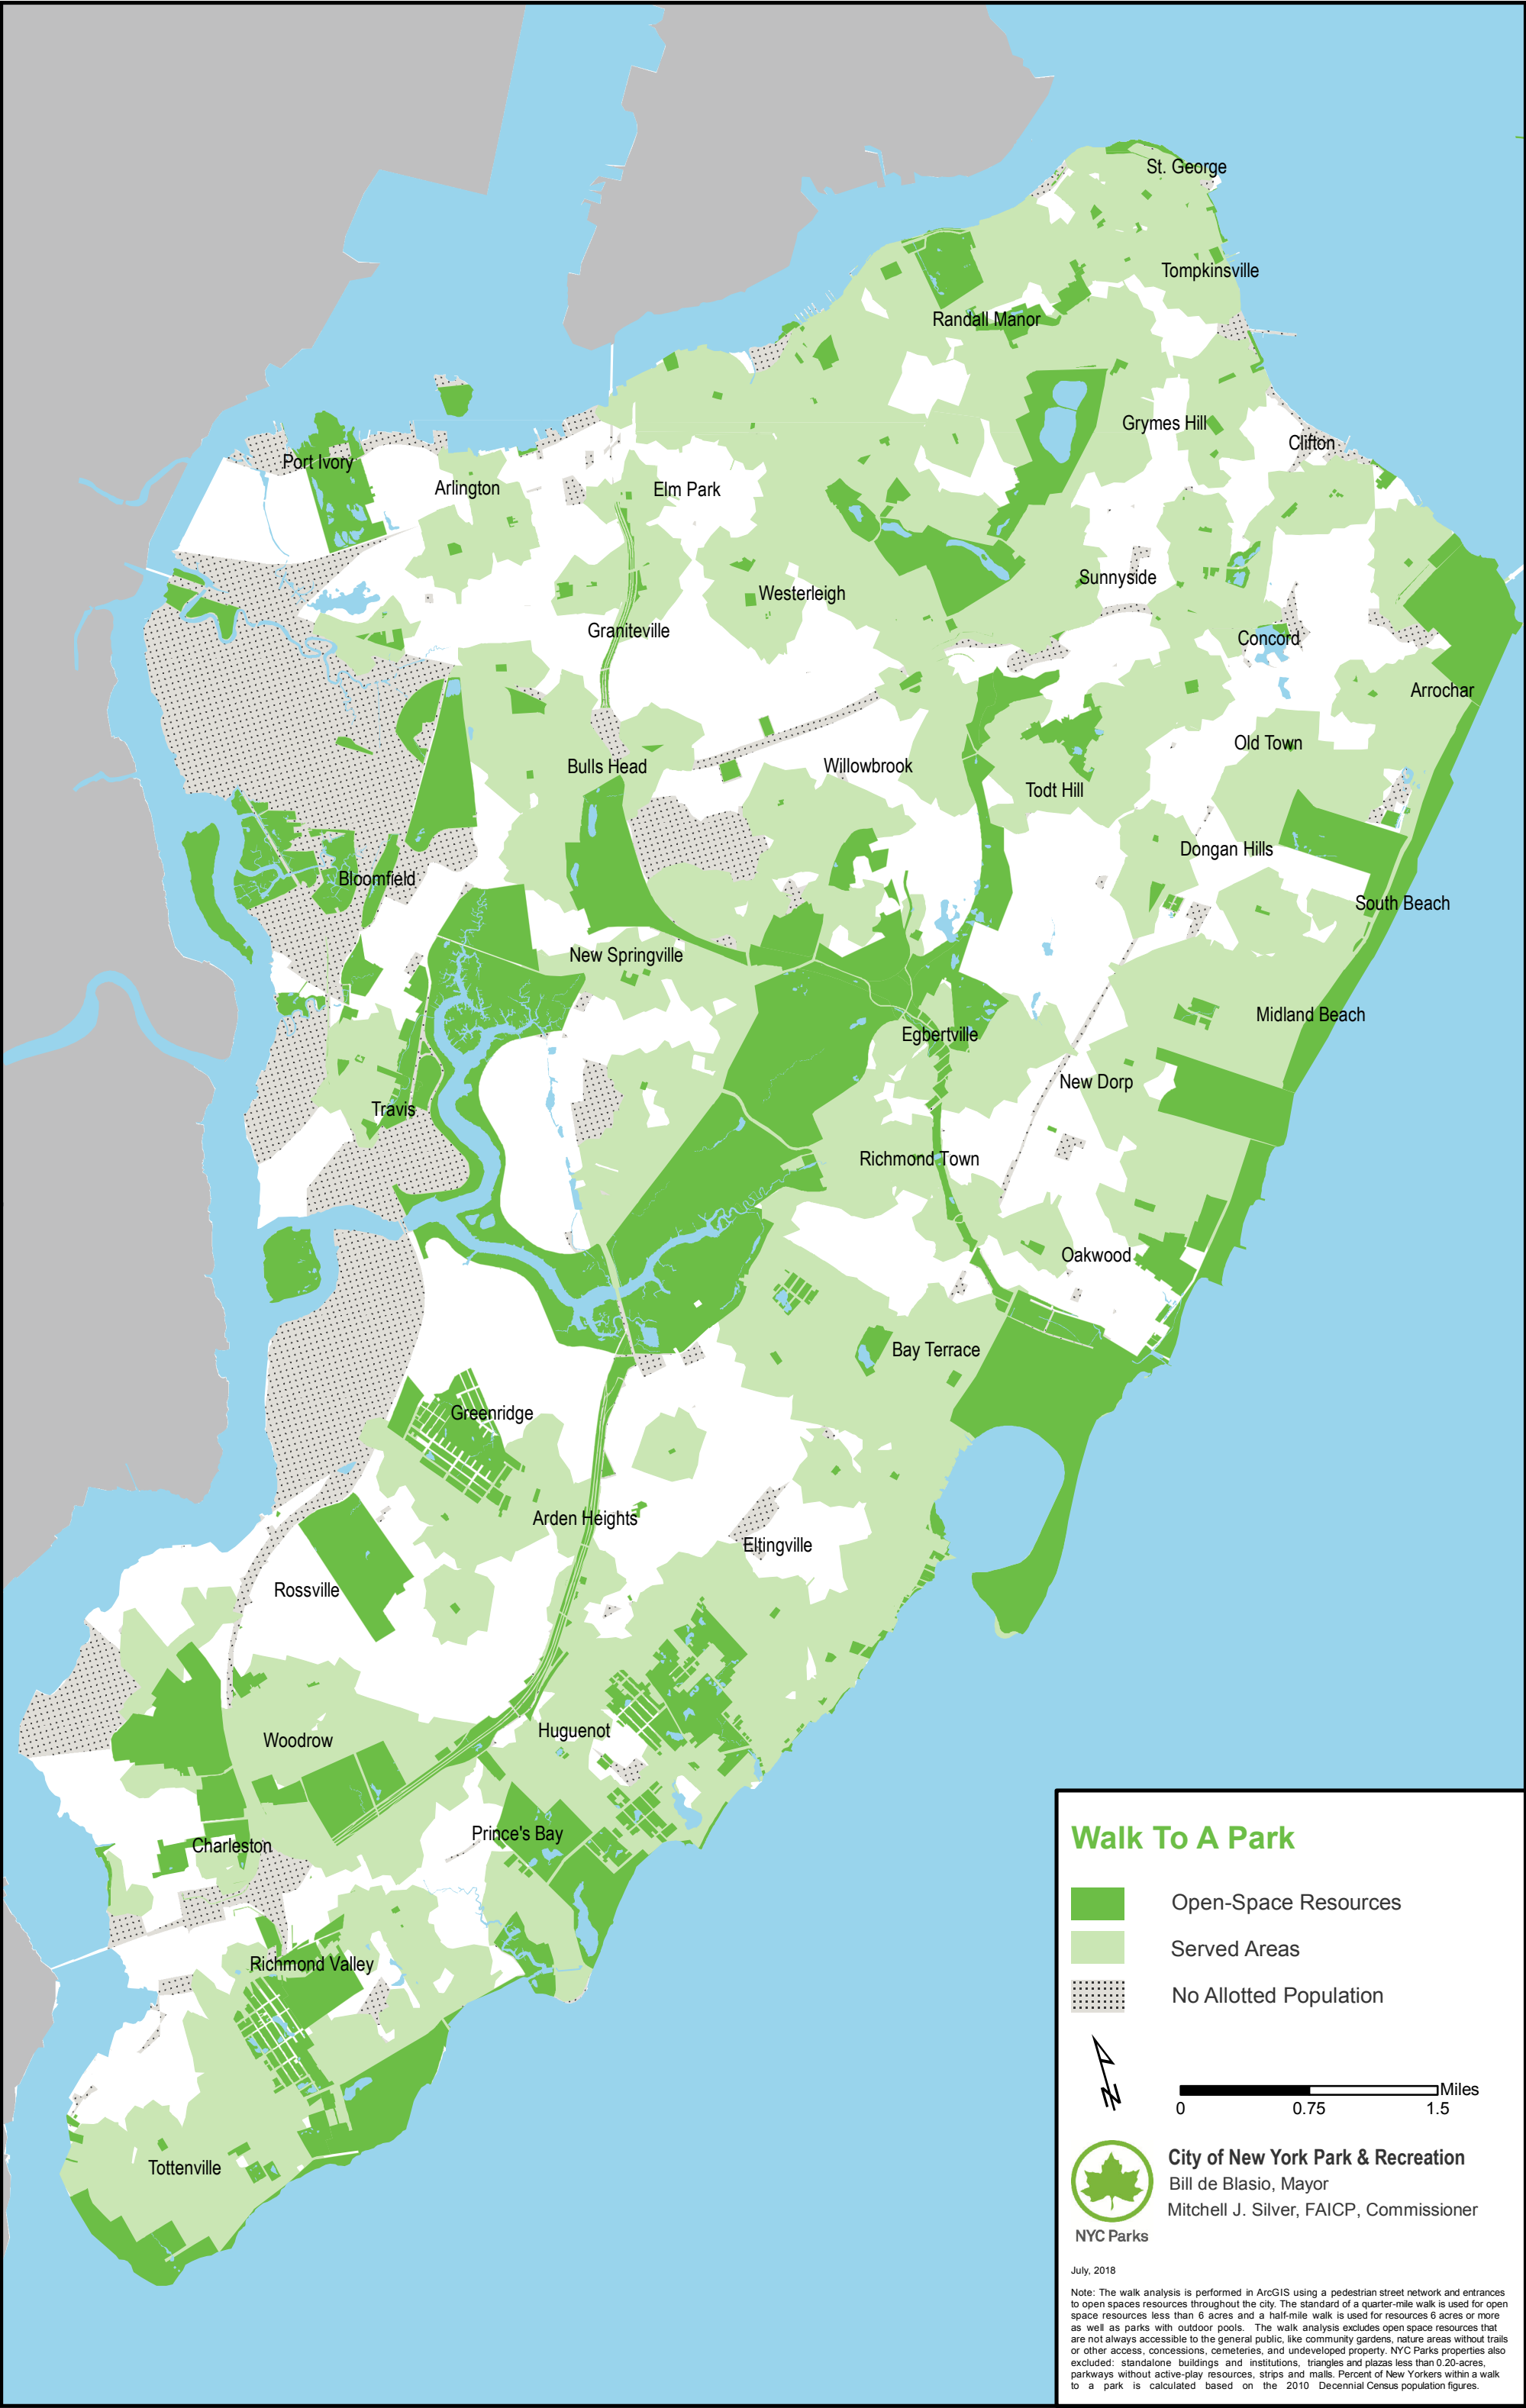 St. George
Tompkinsville
Randall Manor
Grymes Hill
Clifton
Port Ivory
Arlington
Elm Park
Sunnyside
Westerleigh
Graniteville
Concord
Arrochar
Old Town
Bulls Head
Willowbrook
Todt Hill
Dongan Hills
Bloomfield
South Beach
New Springville
Midland Beach
Egbertville
New Dorp
Travis
Richmond Town
Oakwood
Bay Terrace
Greenridge
Arden Heights
Eltingville
Rossville
Huguenot
Woodrow
Prince's Bay
Charleston
Richmond Valley
Tottenville
Walk To A Park
Open-Space Resources
Served Areas
No Allotted Population
N
Miles
0 0.75 1.5
City of New York Park & Recreation
Bill de Blasio, Mayor
Mitchell J. Silver, FAICP, Commissioner
NYC Parks
July, 2018
Note: The walk analysis is performed in ArcGIS using a pedestrian street network and entrances
to open spaces resources throughout the city. The standard of a quarter-mile walk is used for open
space resources less than 6 acres and a half-mile walk is used for resources 6 acres or more
as well as parks with outdoor pools. The walk analysis excludes open space resources that
are not always accessible to the general public, like community gardens, nature areas without trails
or other access, concessions, cemeteries, and undeveloped property. NYC Parks properties also
excluded: standalone buildings and institutions, triangles and plazas less than 0.20-acres,
parkways without active-play resources, strips and malls. Percent of New Yorkers within a walk
to a park is calculated based on the 2010 Decennial Census population figures.